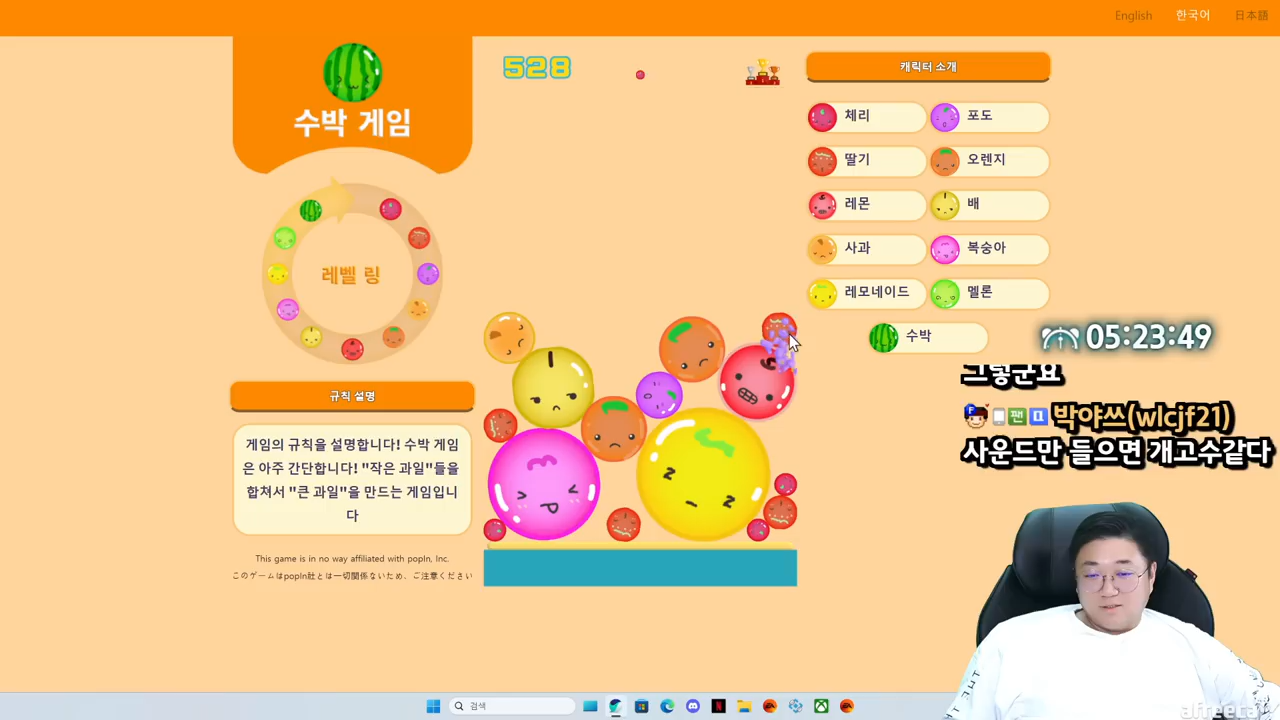 English
한국어
日本語
수박 게임
528
캐릭터 소개
체리
포도
딸기
오렌지
레몬
배
사과
복숭아
레모네이드
멜론
수박
레벨 링
규칙 설명
게임의 규칙을 설명합니다! 수박 게임
은 아주 간단합니다! "작은 과일"들을
합쳐서 "큰 과일"을 만드는 게임입니
다
This game is in no way affiliated with popIn, Inc.
このゲームはpopIn社とは一切関係ないため、ご注意ください
05:23:49
그렇군요
팬
박야쓰(wlcjf21)
사운드만 들으면 개고수같다
검색
afreeca